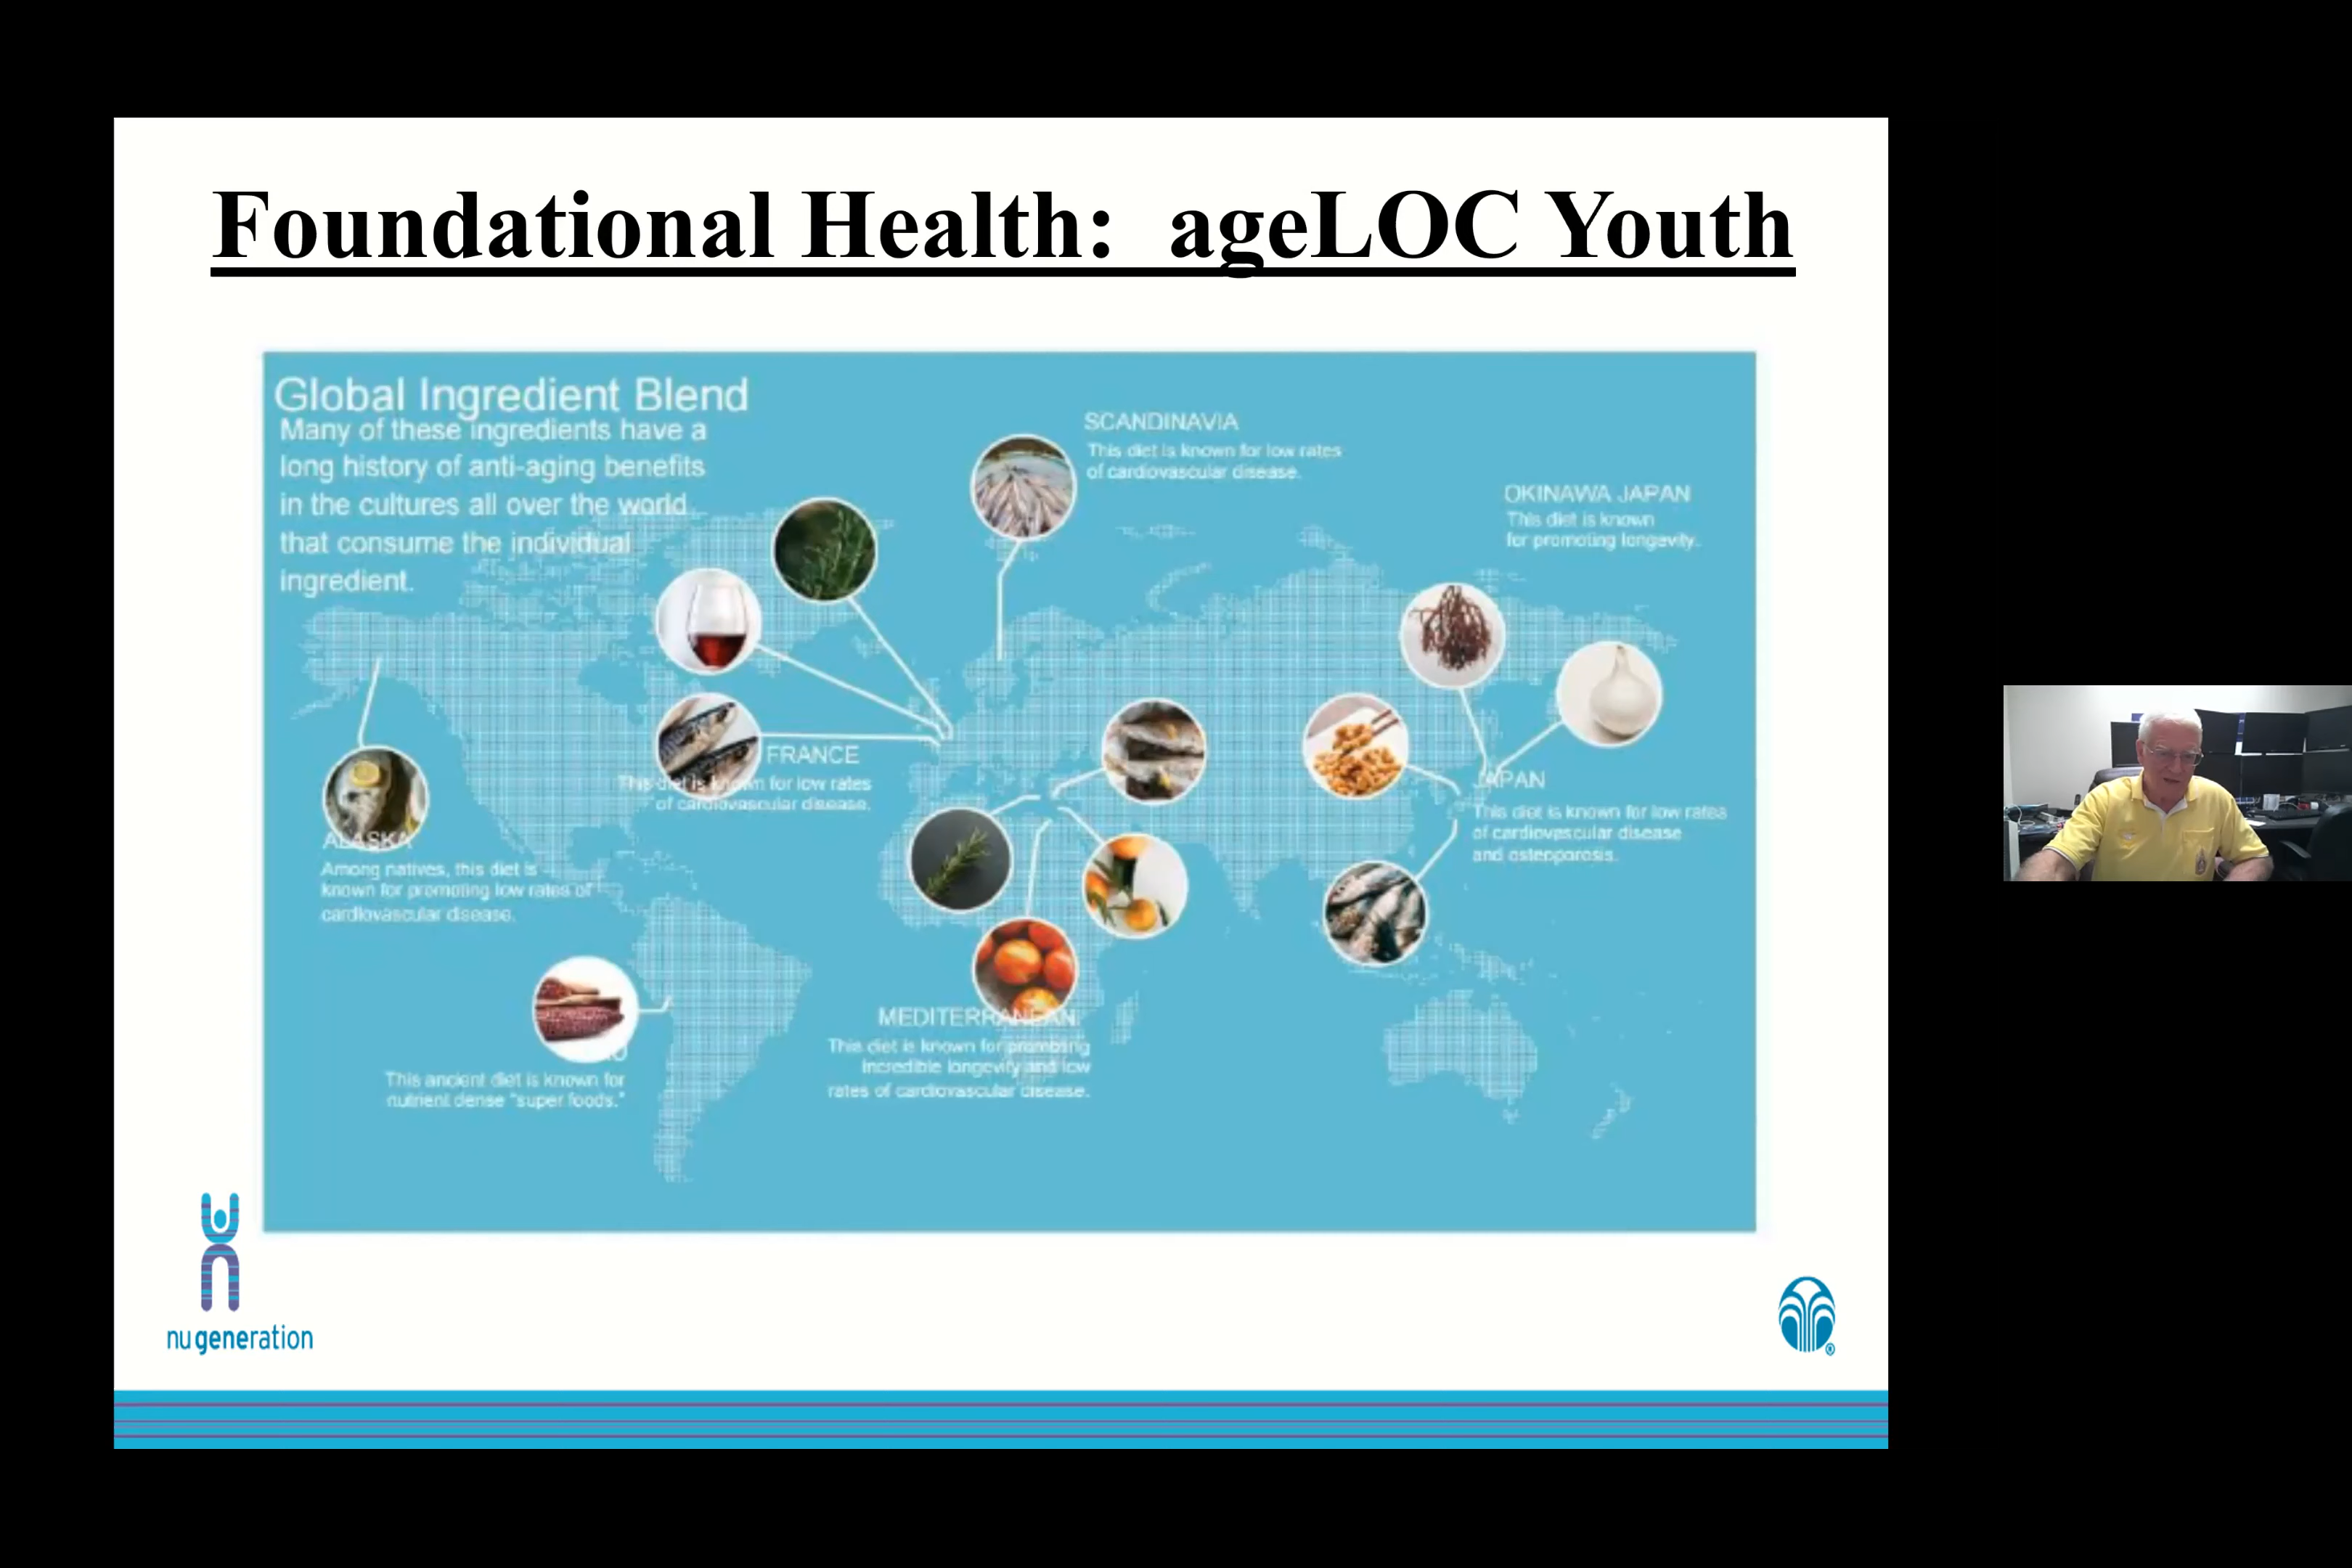 Foundational Health: ageLOC Youth
Global Ingredient Blend
Many of these ingredients have a
long history of anti-aging benefits
in the cultures all over the world
that consume the individual
ingredient.
SCANDINAVIA
This diet is known for low rates
of cardiovascular disease.
OKINAWA JAPAN
This diet is known
for promoting longevity.
FRANCE
This diet is known for low rates
of cardiovascular disease.
JAPAN
This diet is known for low rates
of cardiovascular disease
and osteoporosis.
ALASKA
Among natives, this diet is
known for promoting low rates of
cardiovascular disease.
MEDITERRANEAN
This diet is known for promoting
incredible longevity and low
rates of cardiovascular disease.
This ancient diet is known for
nutrient dense "super foods."
nugeneration
®